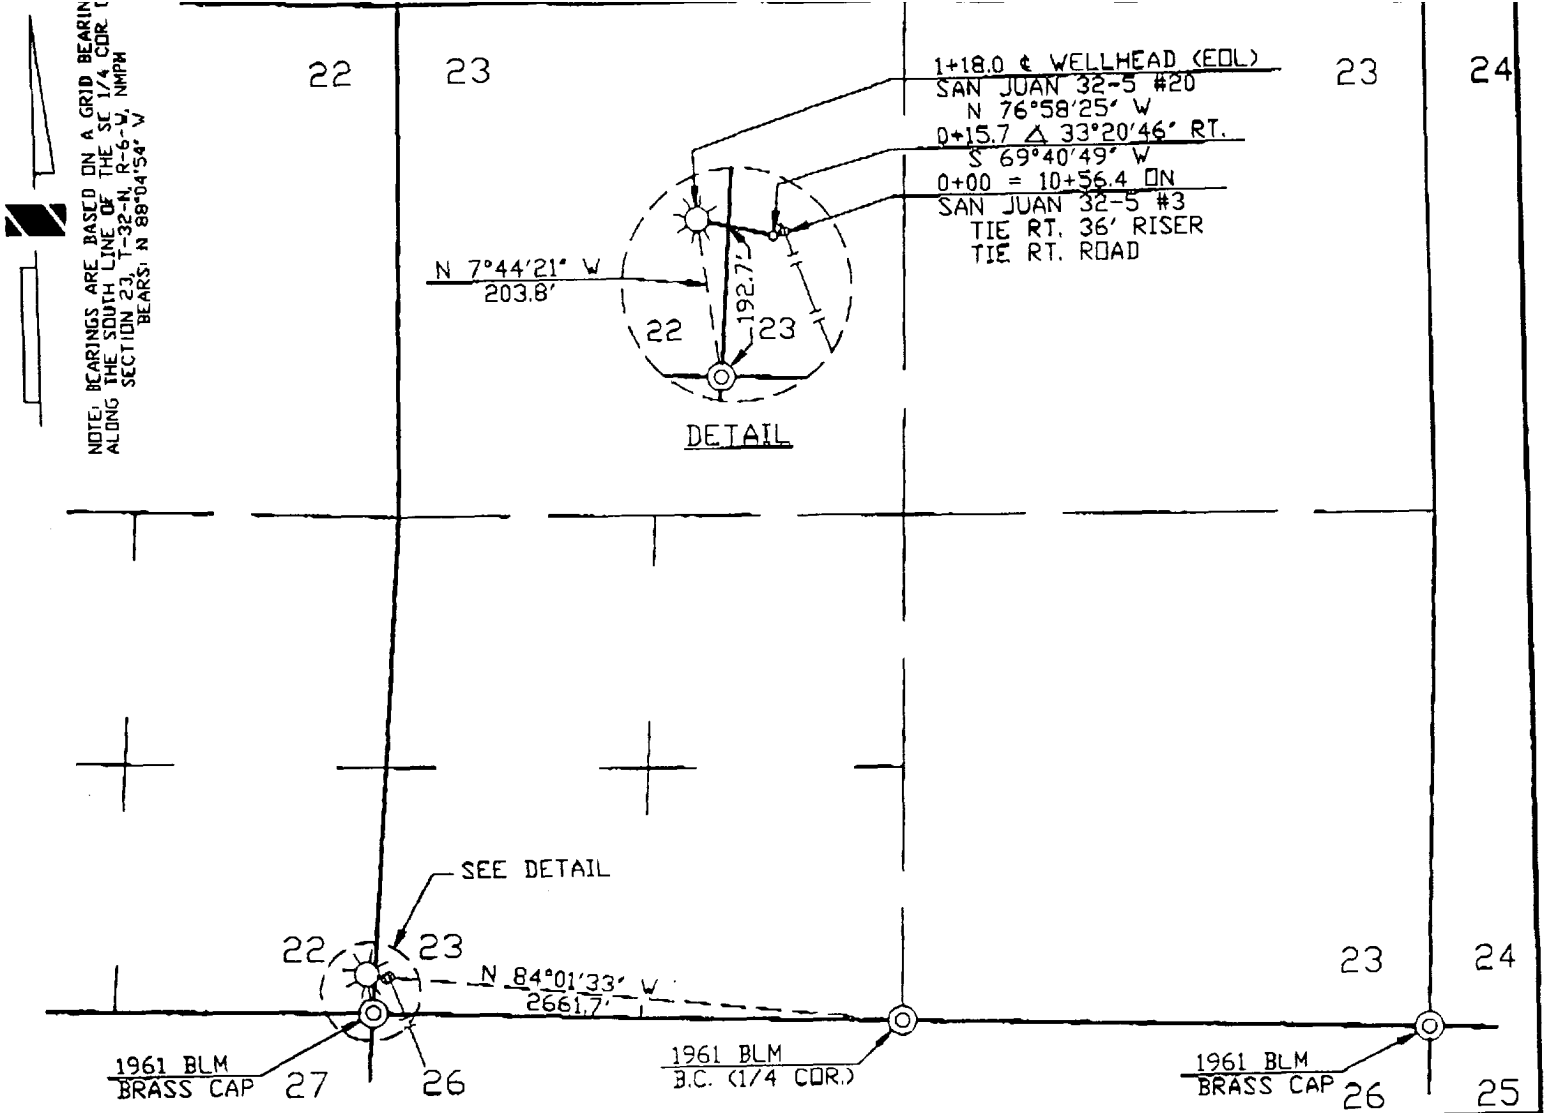 NOTE: BEARINGS ARE BASED ON A GRID
ALONG THE SOUTH LINE OF THE SE 1/4 COR
SECTION 23, T-32-N, R-6-W, NMPM
BEARS: N 88°04'54" W
22
23
23
24
1+18.0 ℄ WELLHEAD (EOL)
SAN JUAN 32-5 #20
N 76°58'25" W
0+15.7 △ 33°20'46" RT.
S 69°40'49" W
0+00 = 10+56.4 ON
SAN JUAN 32-5 #3
TIE RT. 36' RISER
TIE RT. ROAD
N 7°44'21" W
203.8'
192.7'
22
23
DETAIL
SEE DETAIL
22
23
N 84°01'33" W
2661.7'
23
24
1961 BLM
BRASS CAP
27
26
1961 BLM
B.C. (1/4 COR.)
1961 BLM
BRASS CAP
26
25